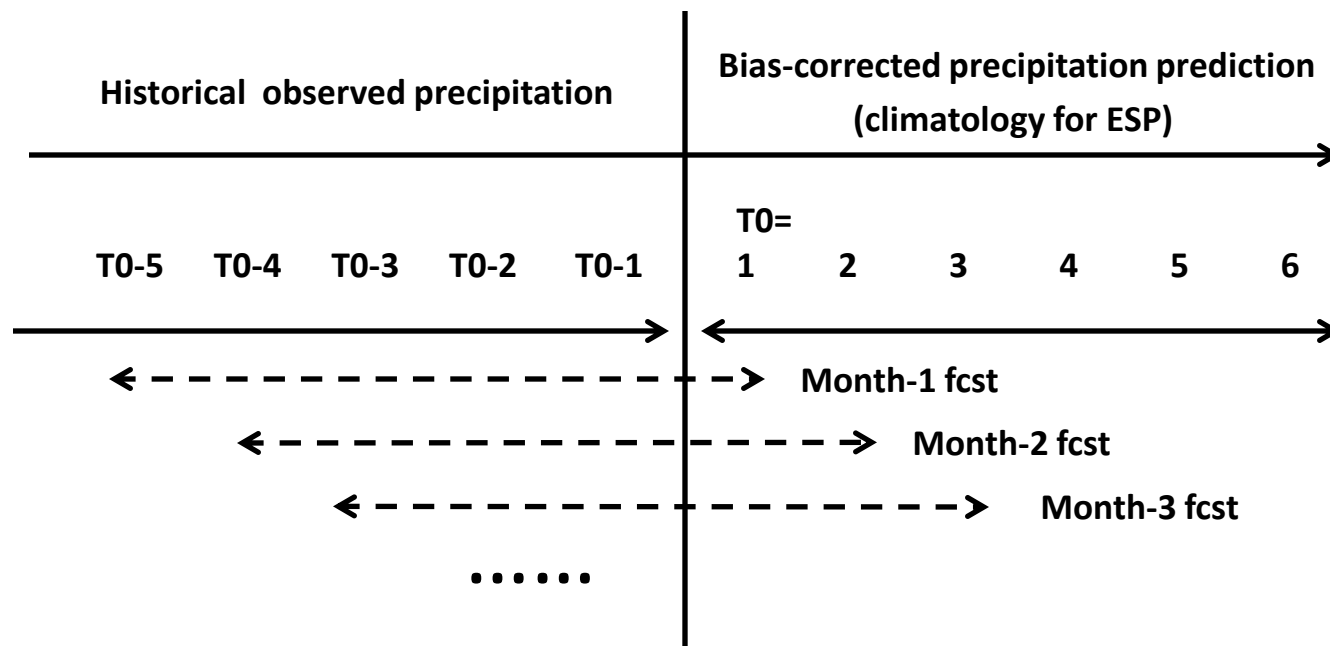 Historical observed precipitation
Bias-corrected precipitation prediction
(climatology for ESP)
T0=
T0-5 T0-4 T0-3 T0-2 T0-1 1 2 3 4 5 6
Month-1 fcst
Month-2 fcst
Month-3 fcst
......